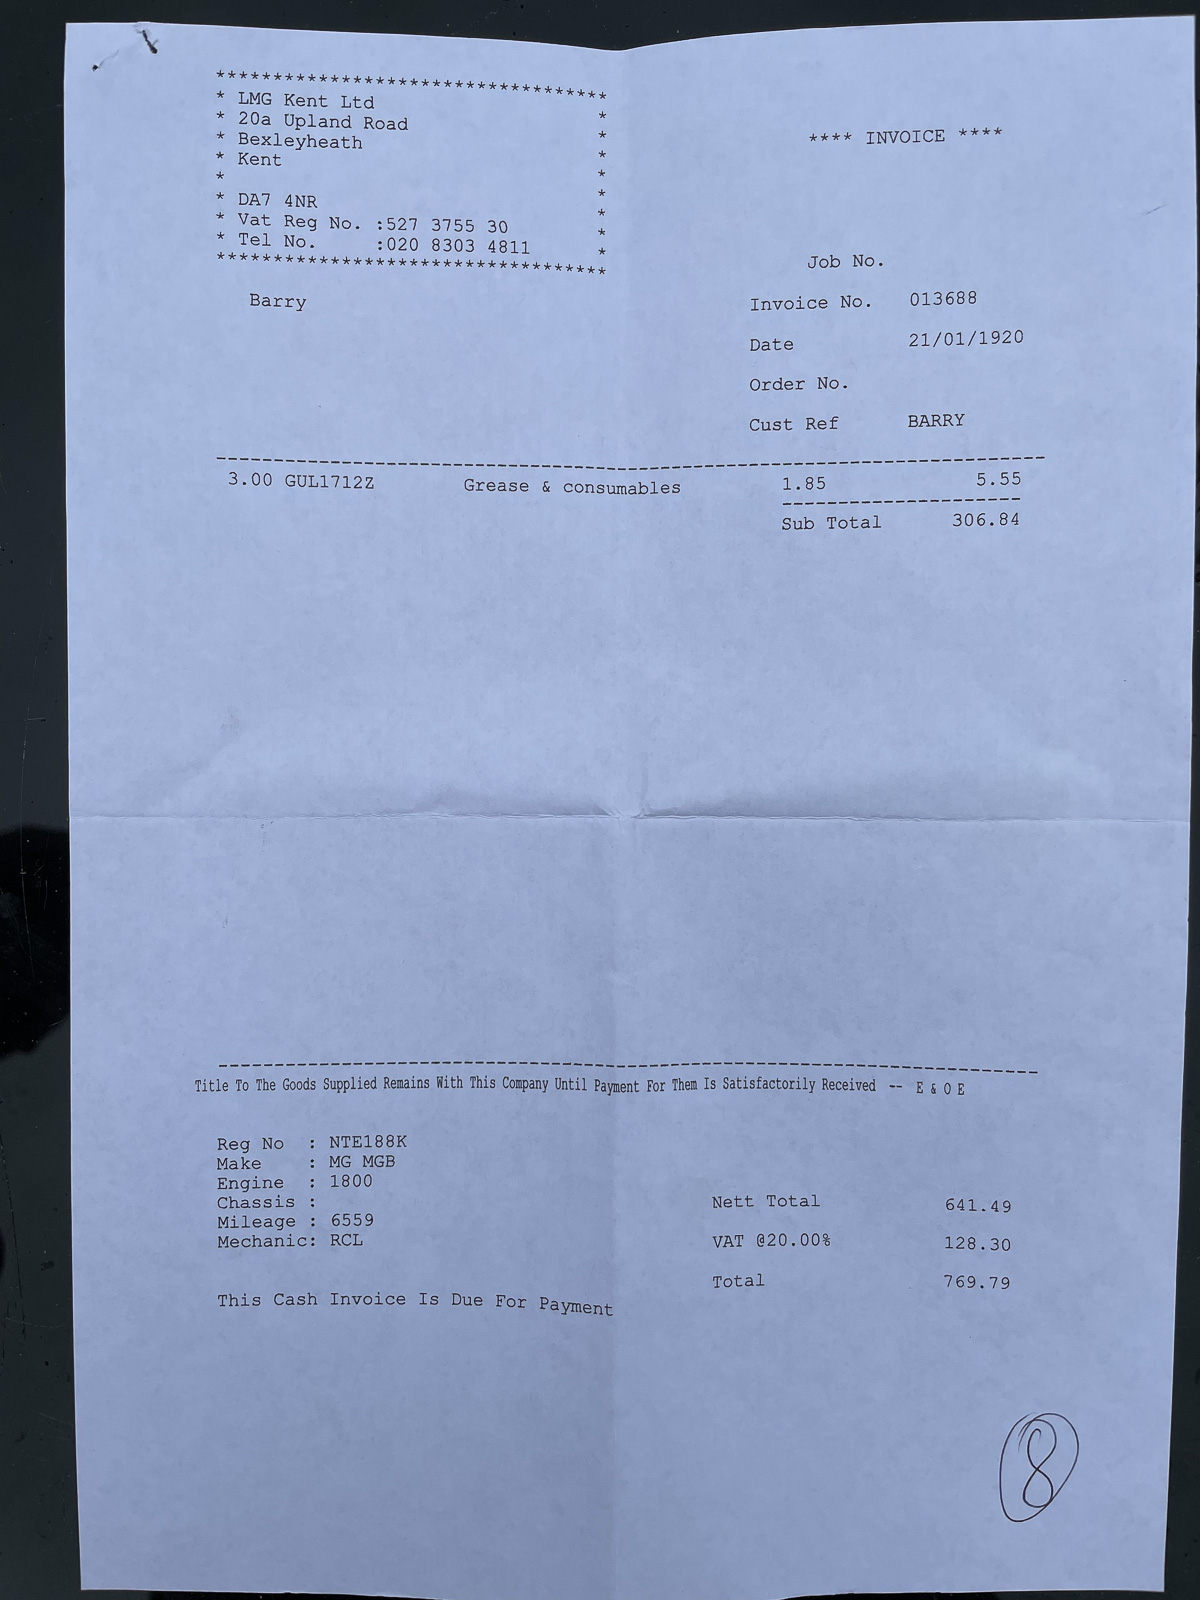 ***********************************
* LMG Kent Ltd *
* 20a Upland Road *
* Bexleyheath *
* Kent *
* *
* DA7 4NR *
* Vat Reg No. :527 3755 30 *
* Tel No. :020 8303 4811 *
***********************************
**** INVOICE ****
Job No.
Barry
Invoice No. 013688
Date 21/01/1920
Order No.
Cust Ref BARRY
3.00 GUL1712Z Grease & consumables 1.85 5.55
Sub Total 306.84
Title To The Goods Supplied Remains With This Company Until Payment For Them Is Satisfactorily Received -- E & O E
Reg No : NTE188K
Make : MG MGB
Engine : 1800
Chassis :
Mileage : 6559
Mechanic: RCL
Nett Total 641.49
VAT @20.00% 128.30
Total 769.79
This Cash Invoice Is Due For Payment
8